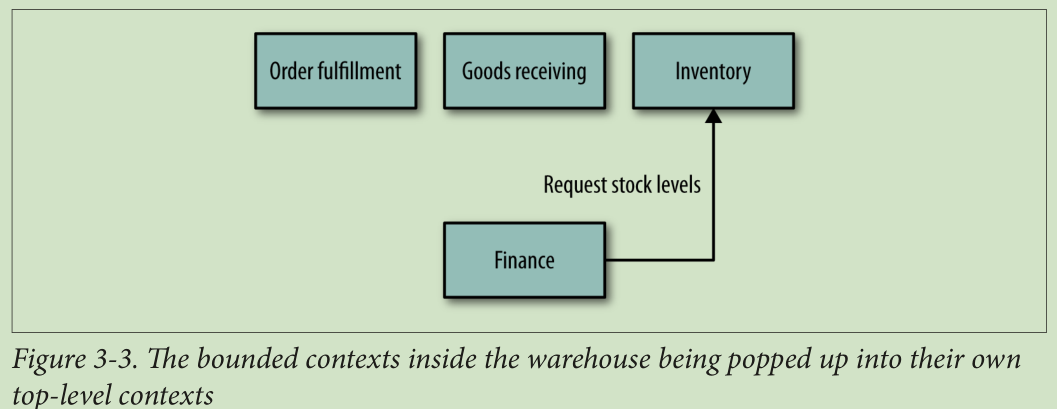 Order fulfillment
Goods receiving
Inventory
Request stock levels
Finance
Figure 3-3. The bounded contexts inside the warehouse being popped up into their own
top-level contexts